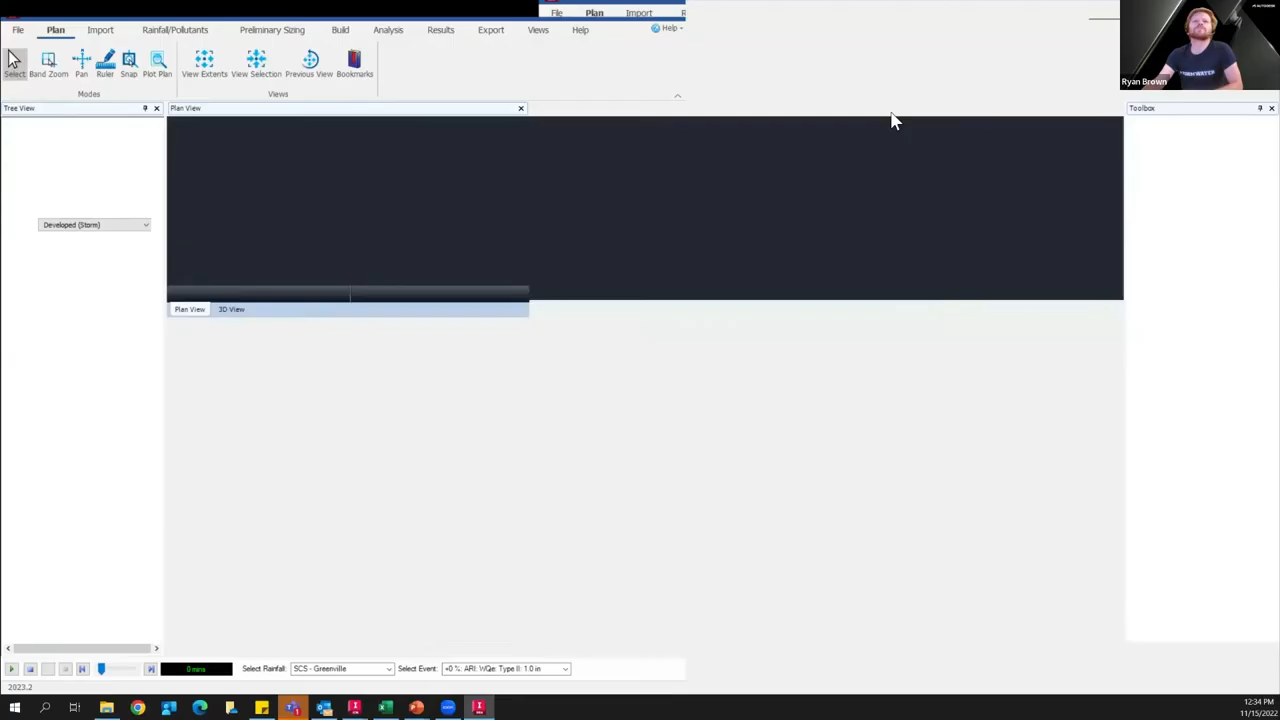 File Plan Import
AUTODESK
File Plan Import Rainfall/Pollutants Preliminary Sizing Build Analysis Results Export Views Help Help
Select Band Zoom Pan Ruler Snap Plot Plan View Extents View Selection Previous View Bookmarks
Modes Views
Ryan Brown
Tree View Plan View Toolbox
Developed (Storm)
Plan View 3D View
0 mins Select Rainfall: SCS - Greenville Select Event:
2023.2
12:34 PM
11/15/2022